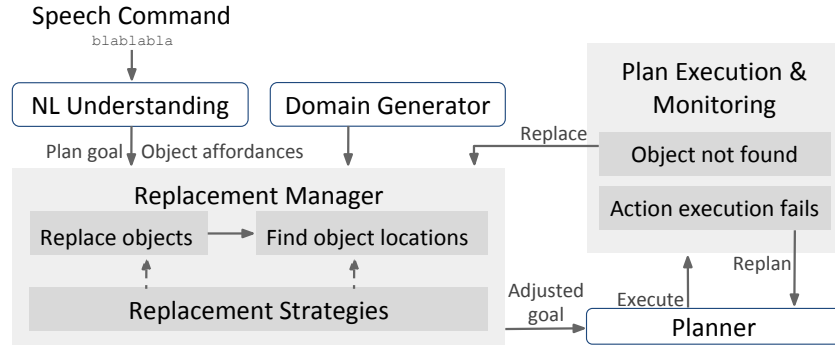 Speech Command
blablabla
NL Understanding
Domain Generator
Plan goal
Object affordances
Replacement Manager
Replace objects
Find object locations
Replacement Strategies
Plan Execution &
Monitoring
Object not found
Action execution fails
Replace
Replan
Execute
Adjusted
goal
Planner